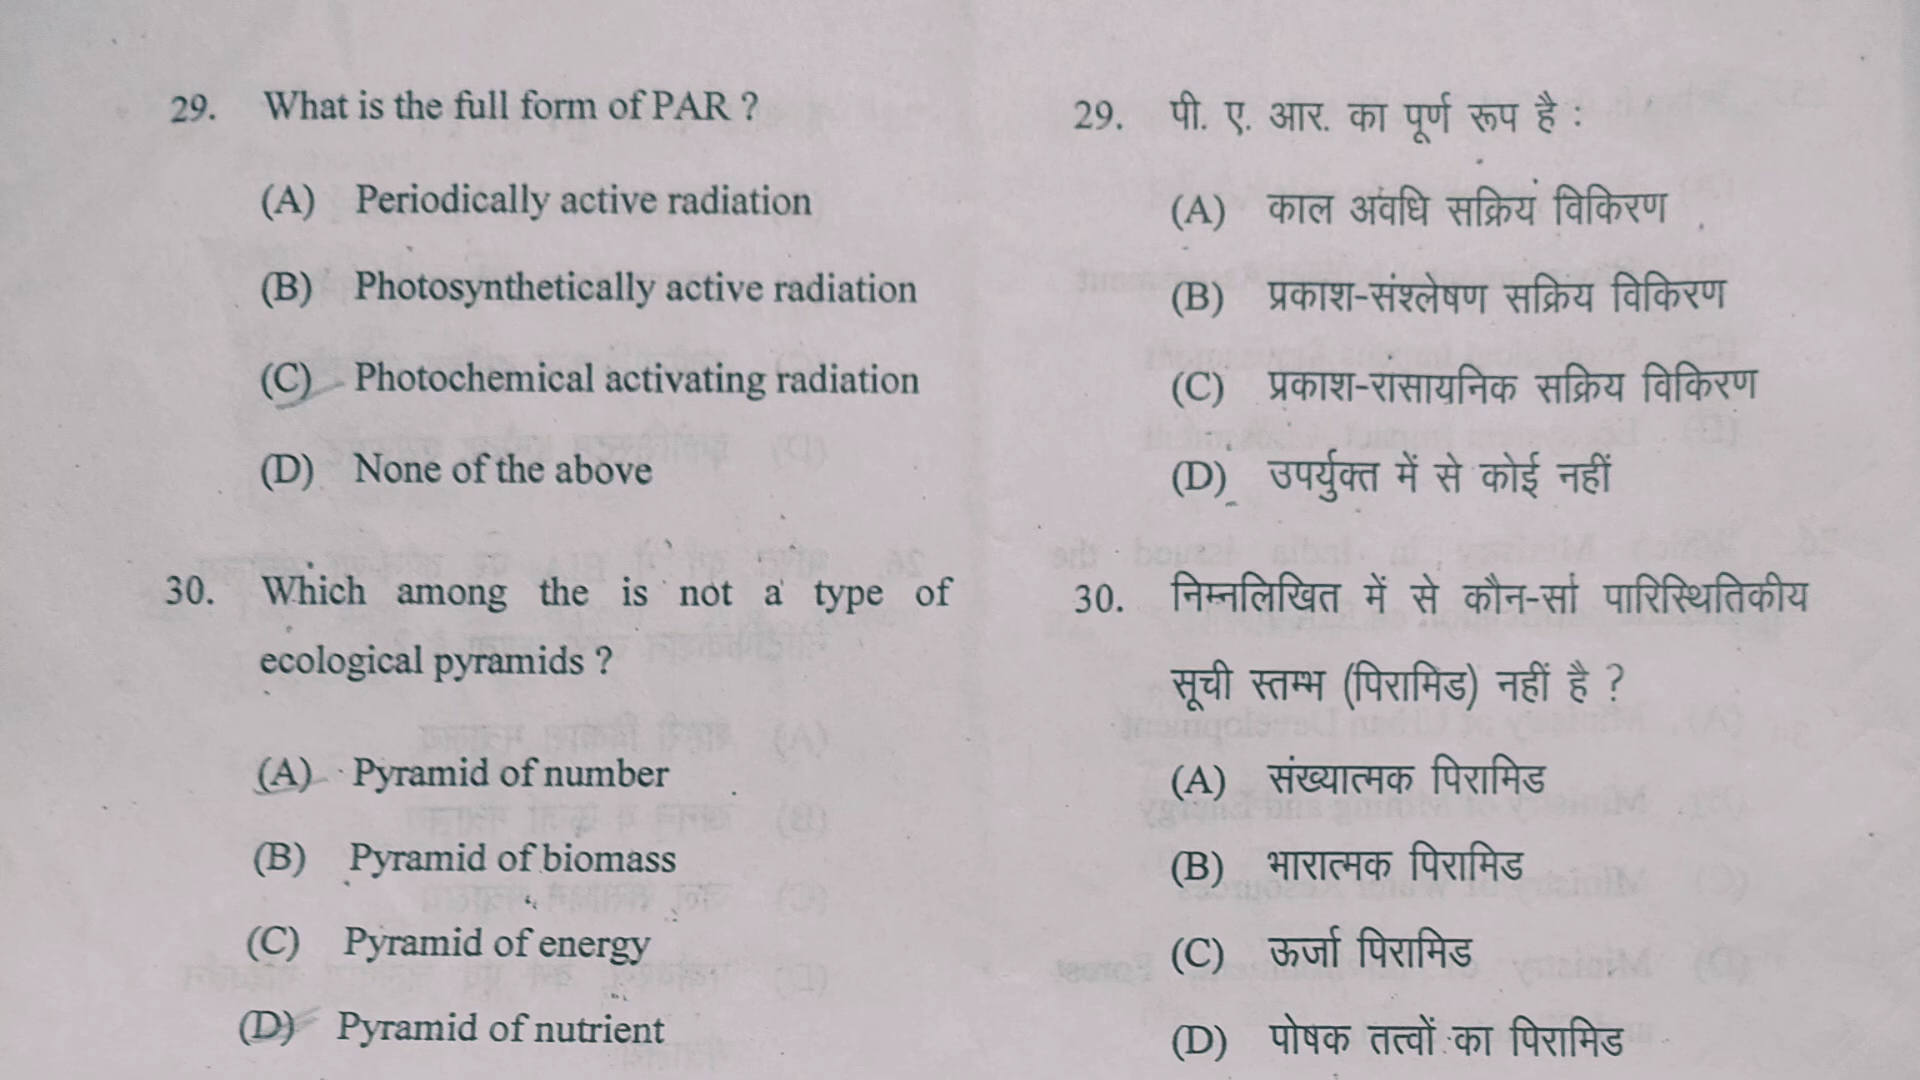 29. What is the full form of PAR ?
(A) Periodically active radiation
(B) Photosynthetically active radiation
(C) Photochemical activating radiation
(D) None of the above
30. Which among the is not a type of
ecological pyramids ?
(A) Pyramid of number
(B) Pyramid of biomass
(C) Pyramid of energy
(D) Pyramid of nutrient
29. पी. ए. आर. का पूर्ण रूप है :
(A) काल अवधि सक्रिय विकिरण
(B) प्रकाश-संश्लेषण सक्रिय विकिरण
(C) प्रकाश-रासायनिक सक्रिय विकिरण
(D) उपर्युक्त में से कोई नहीं
30. निम्नलिखित में से कौन-सा पारिस्थितिकीय
सूची स्तम्भ (पिरामिड) नहीं है ?
(A) संख्यात्मक पिरामिड
(B) भारात्मक पिरामिड
(C) ऊर्जा पिरामिड
(D) पोषक तत्वों का पिरामिड